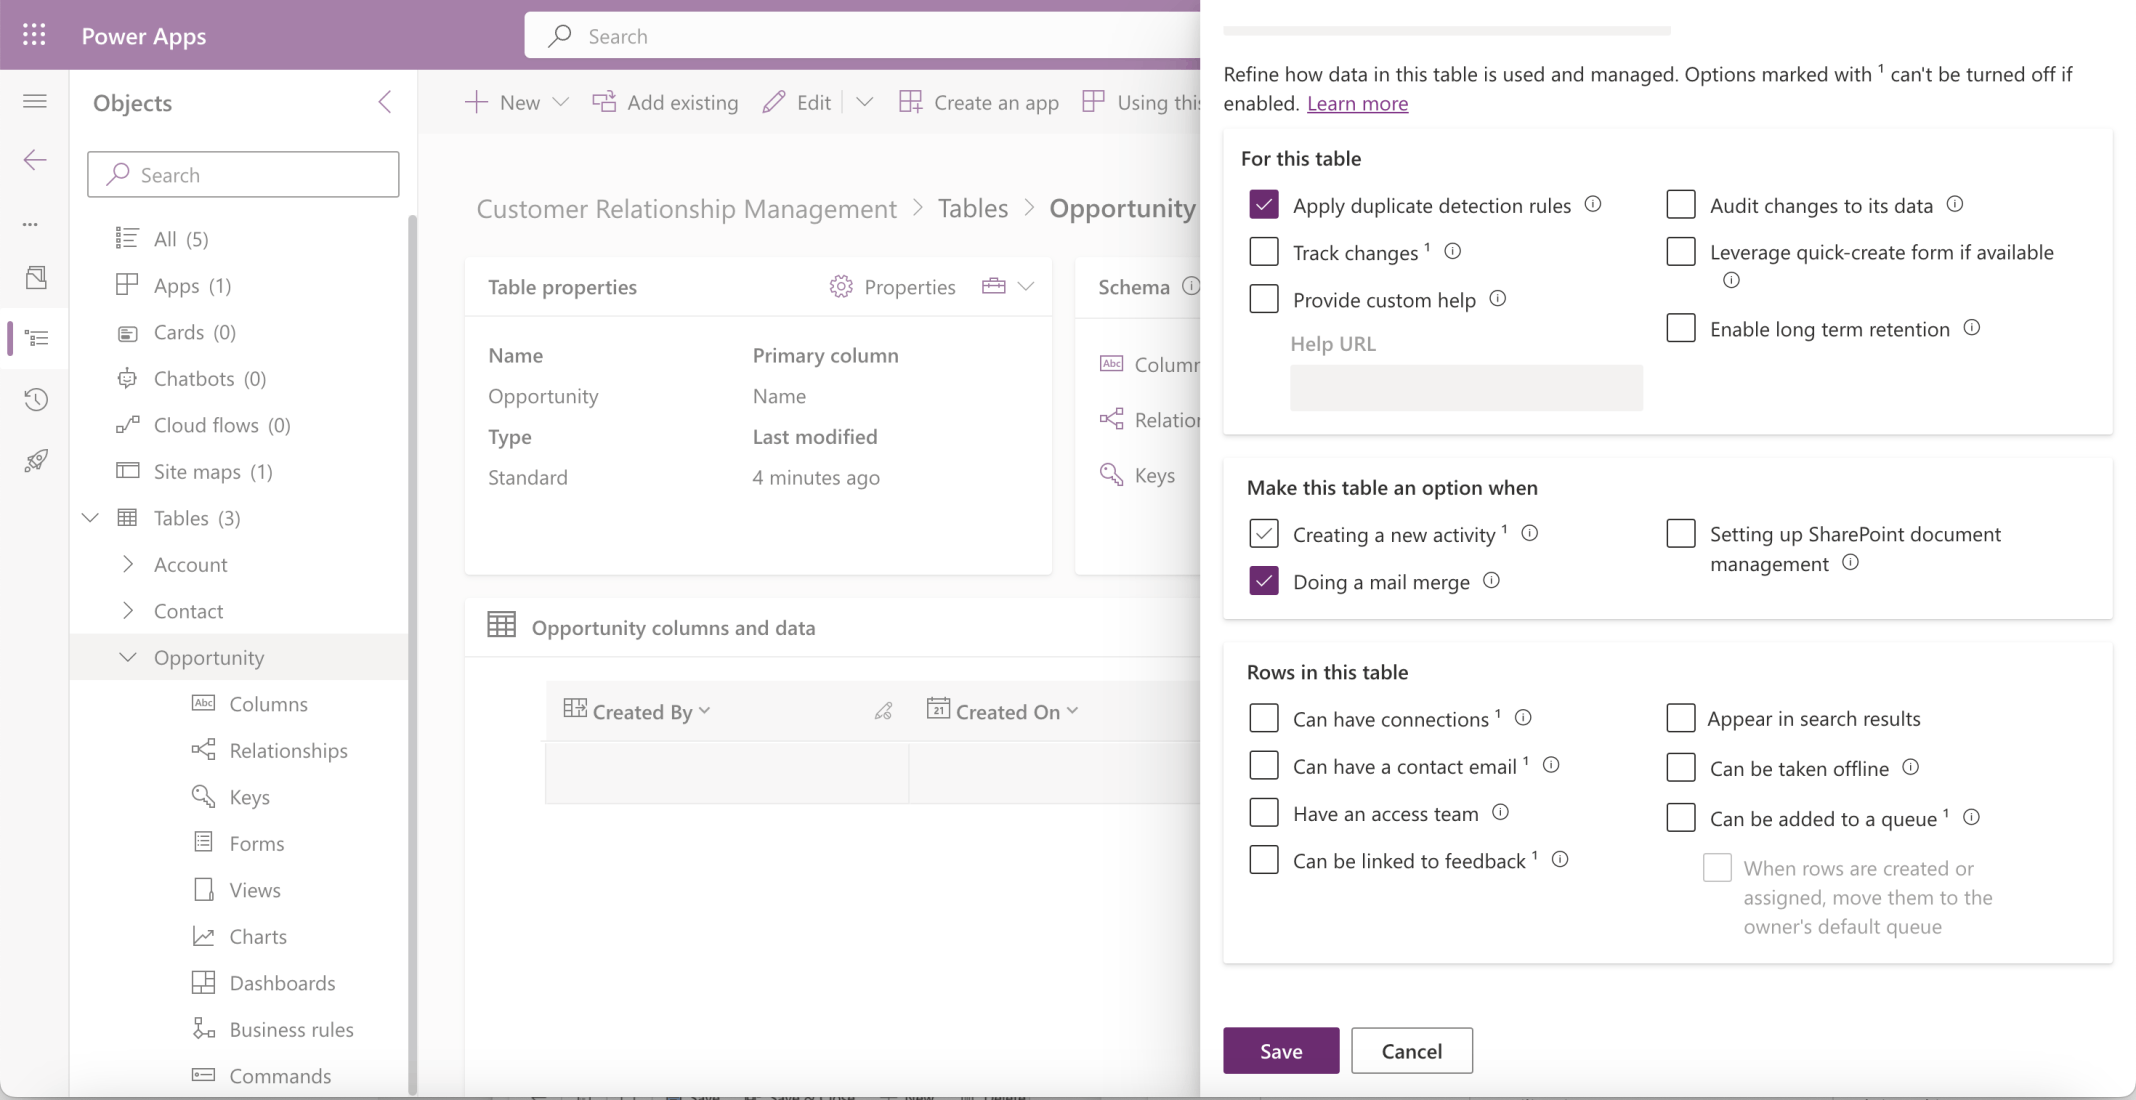 Power Apps
Search
Objects
Search
All (5)
Apps (1)
Cards (0)
Chatbots (0)
Cloud flows (0)
Site maps (1)
Tables (3)
Account
Contact
Opportunity
Abc Columns
Relationships
Keys
Forms
Views
Charts
Dashboards
Business rules
Commands
New
Add existing
Edit
Create an app
Using this
Customer Relationship Management > Tables > Opportunity
Table properties
Properties
Name
Primary column
Opportunity
Name
Type
Last modified
Standard
4 minutes ago
Schema
Abc Column
Relation
Keys
Opportunity columns and data
Created By
21 Created On
Refine how data in this table is used and managed. Options marked with ¹ can't be turned off if
enabled. Learn more
For this table
Apply duplicate detection rules
Audit changes to its data
Track changes ¹
Leverage quick-create form if available
Provide custom help
Enable long term retention
Help URL
Make this table an option when
Creating a new activity ¹
Setting up SharePoint document
management
Doing a mail merge
Rows in this table
Can have connections ¹
Appear in search results
Can have a contact email ¹
Can be taken offline
Have an access team
Can be added to a queue ¹
Can be linked to feedback ¹
When rows are created or
assigned, move them to the
owner's default queue
Save
Cancel